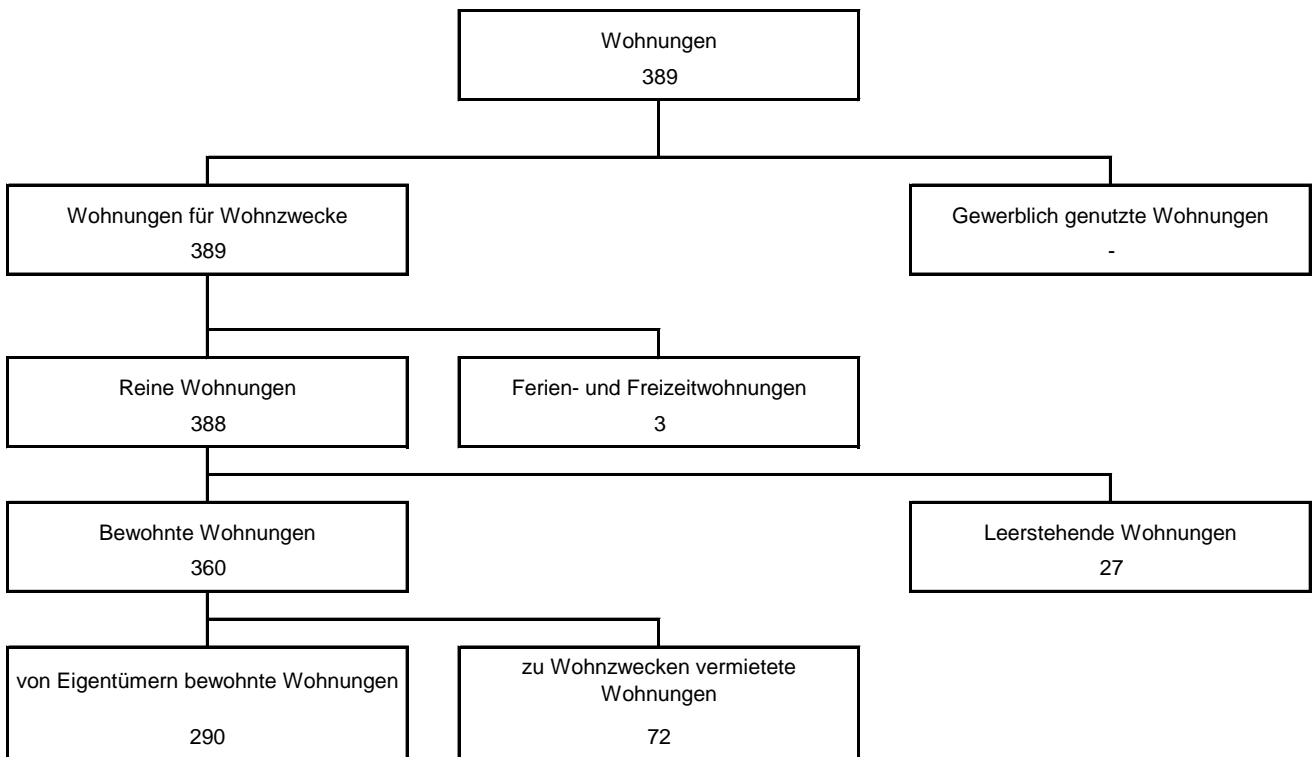 Wohnungen
389
Wohnungen für Wohnzwecke
389
Gewerblich genutzte Wohnungen
-
Reine Wohnungen
388
Ferien- und Freizeitwohnungen
3
Bewohnte Wohnungen
360
Leerstehende Wohnungen
27
von Eigentümern bewohnte Wohnungen
290
zu Wohnzwecken vermietete
Wohnungen
72